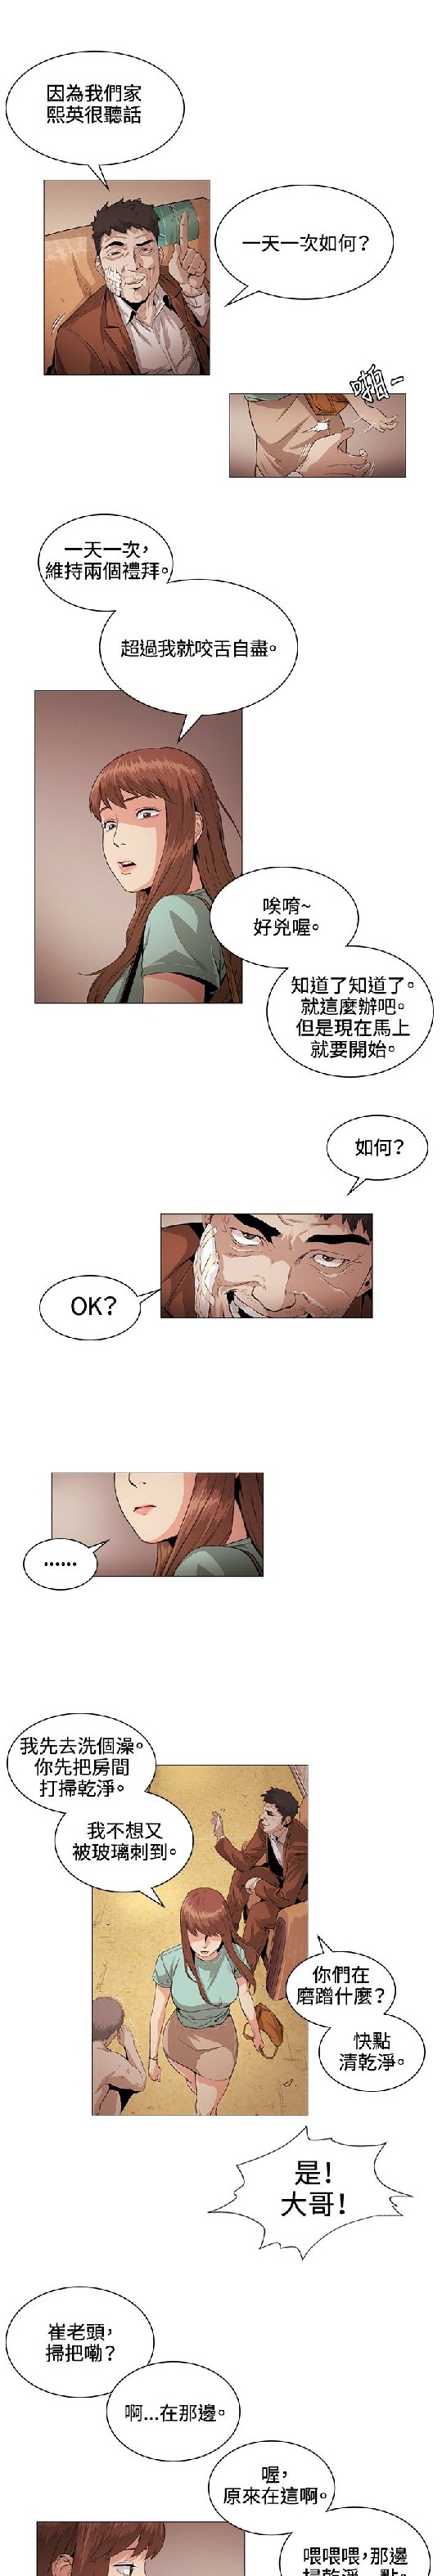 因為我們家
熙英很聽話
一天一次如何？
啪~
一天一次，
維持兩個禮拜。
超過我就咬舌自盡。
唉唷~
好兇喔。
知道了知道了。
就這麼辦吧。
但是現在馬上
就要開始。
如何？
OK？
……
我先去洗個澡。
你先把房間
打掃乾淨。
我不想又
被玻璃刺到。
你們在
磨蹭什麼？
快點
清乾淨。
是！
大哥！
崔老頭，
掃把嘞？
啊…在那邊。
喔，
原來在這啊。
喂喂喂，那邊
掃乾淨一點。